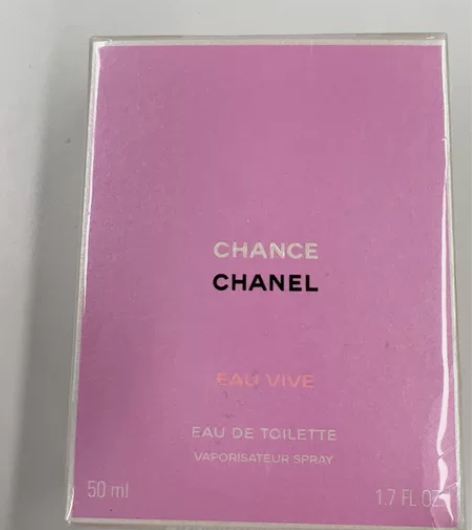 CHANCE
CHANEL
EAU VIVE
EAU DE TOILETTE
VAPORISATEUR SPRAY
50 ml 1.7 FL OZ.